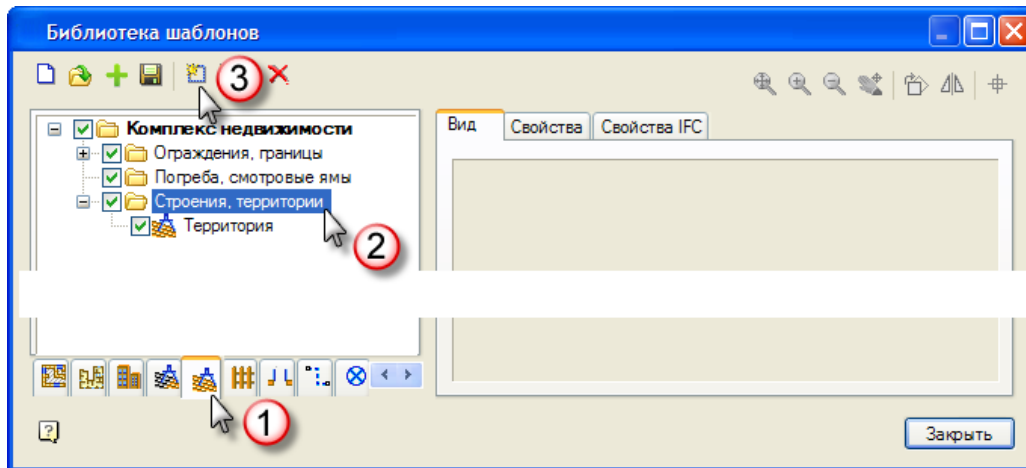 Библиотека шаблонов
3
Комплекс недвижимости
Ограждения, границы
Погреба, смотровые ямы
Строения, территории
Территория
2
Вид Свойства Свойства IFC
1
Закрыть